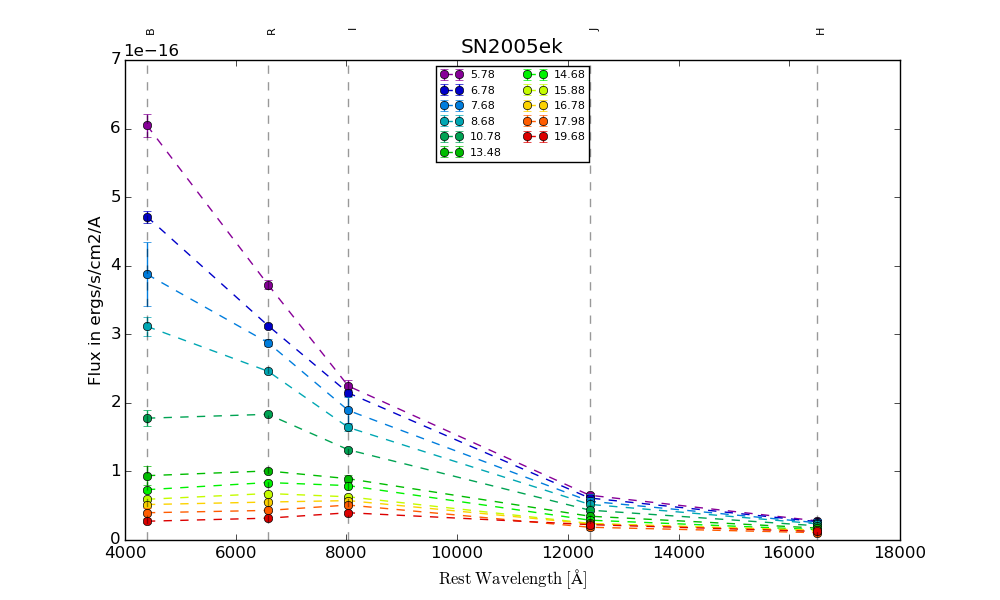 B R I J H
1e−16 SN2005ek
7
6
5
4
3
2
1
0
Flux in ergs/s/cm2/A
5.78 14.68
6.78 15.88
7.68 16.78
8.68 17.98
10.78 19.68
13.48
4000 6000 8000 10000 12000 14000 16000 18000
Rest Wavelength [Å]